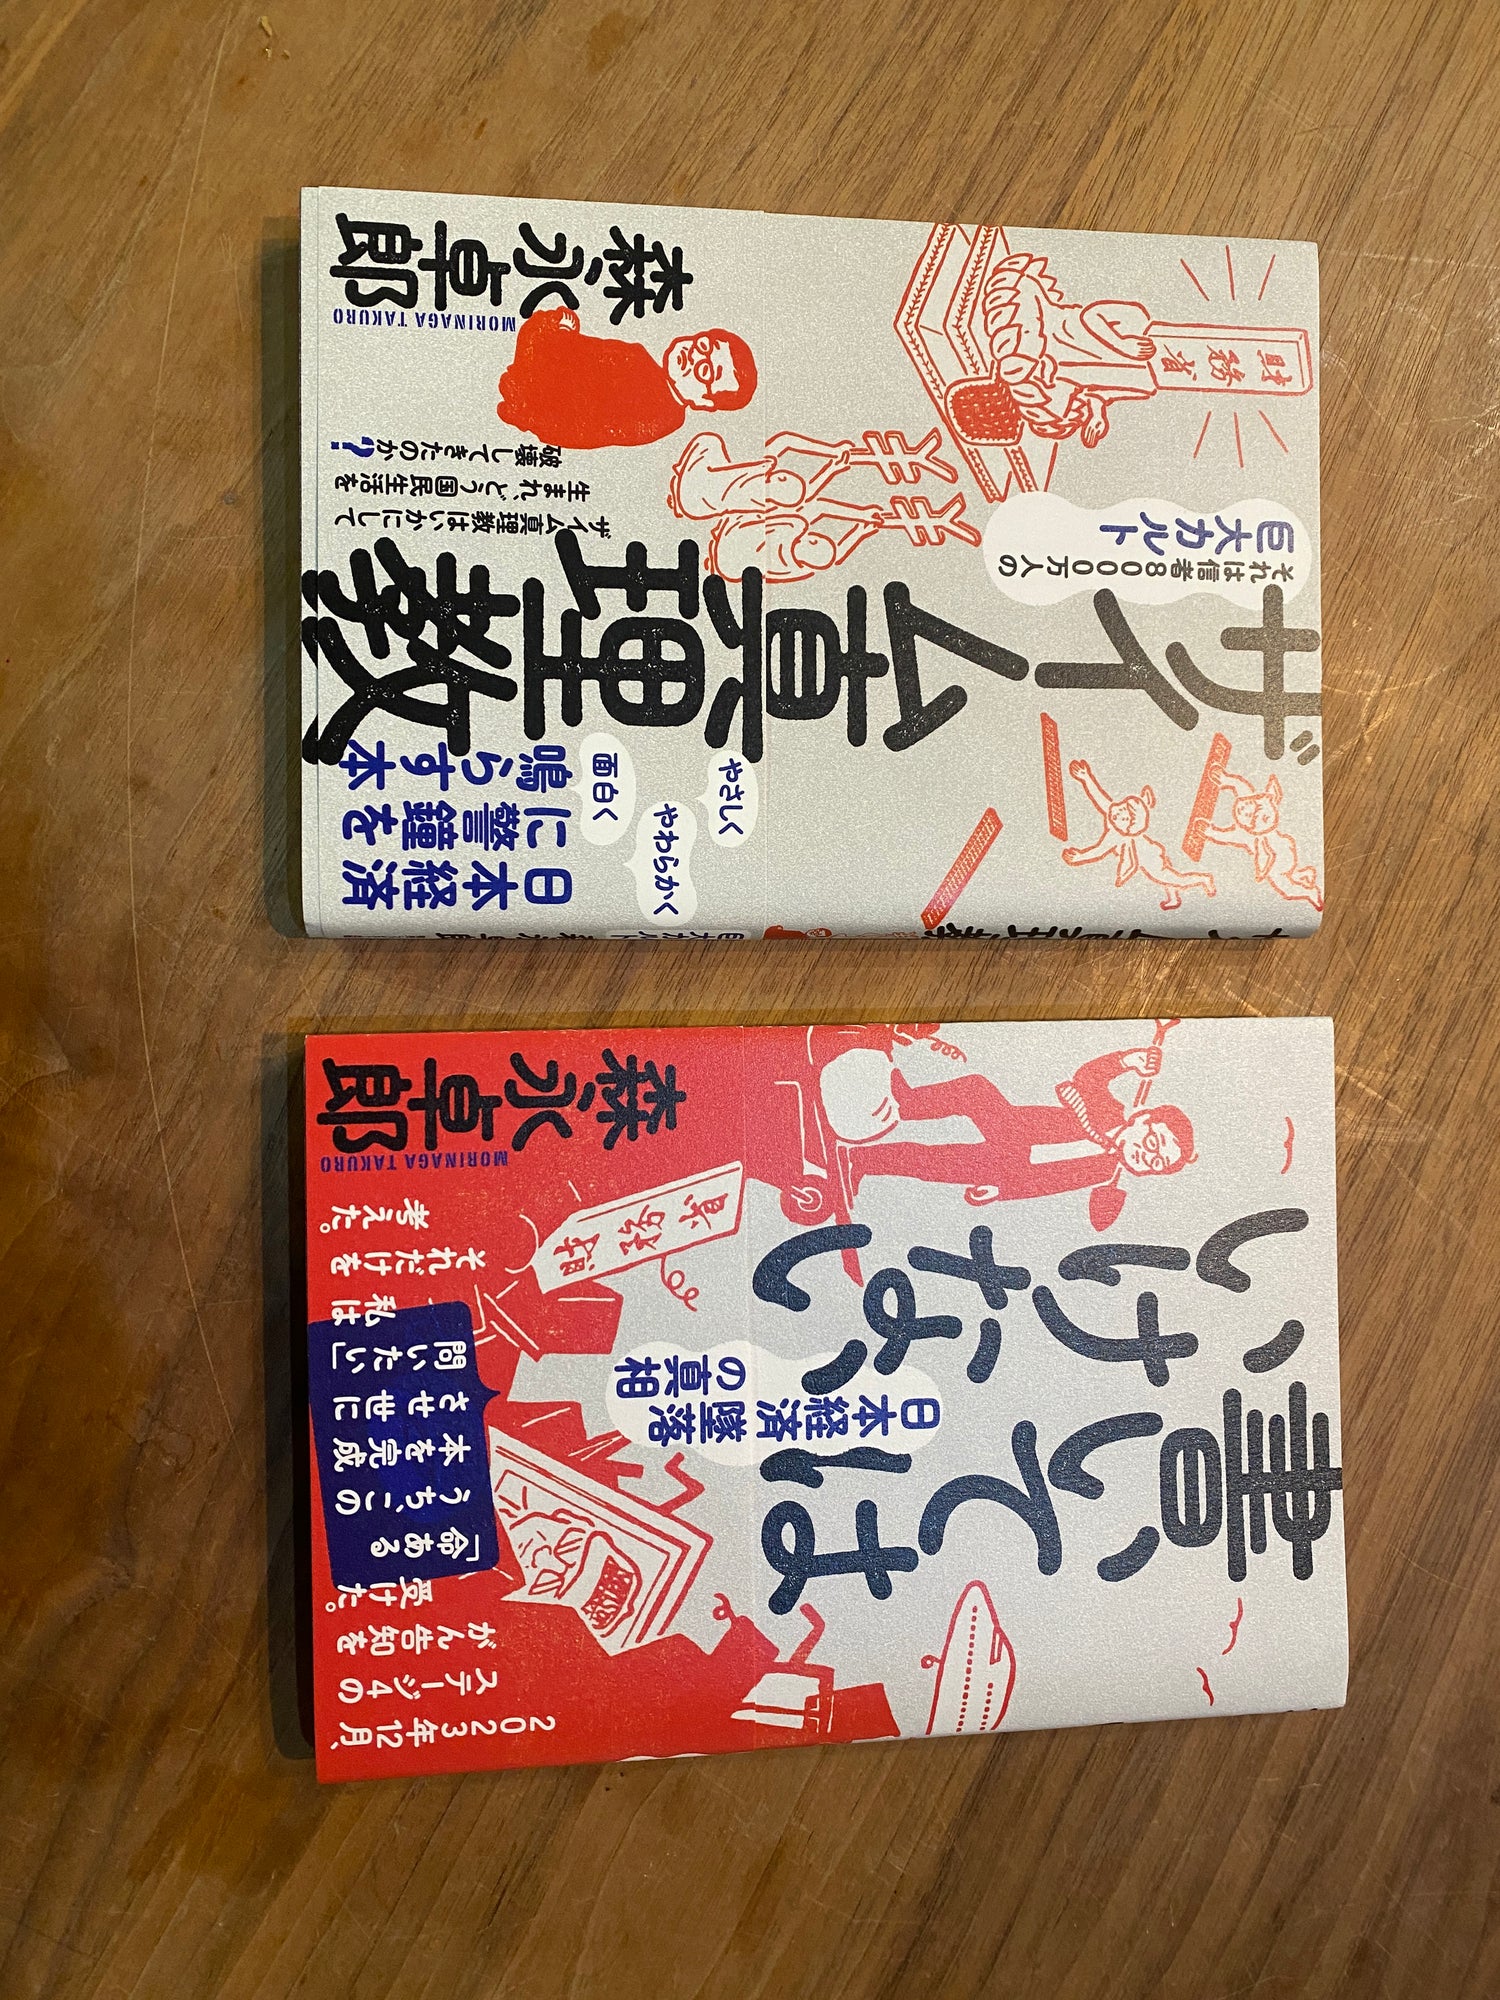 ザイム真理教
それは信者8000万人の
巨大カルト
財務省
森永卓郎
MORINAGA TAKURO
ザイム真理教はいかにして
生まれ、どう国民生活を
破壊してきたのか?
やさしく
やわらかく
面白く
日本経済
に警鐘を
鳴らす本
書いては
いけない
日本経済墜落
の真相
森永卓郎
MORINAGA TAKURO
2023年12月、
ステージ4の
がん告知を
受けた。
「命ある
うち、この
本を完成
させ世に
問いたい」
私は
それだけを
考えた。